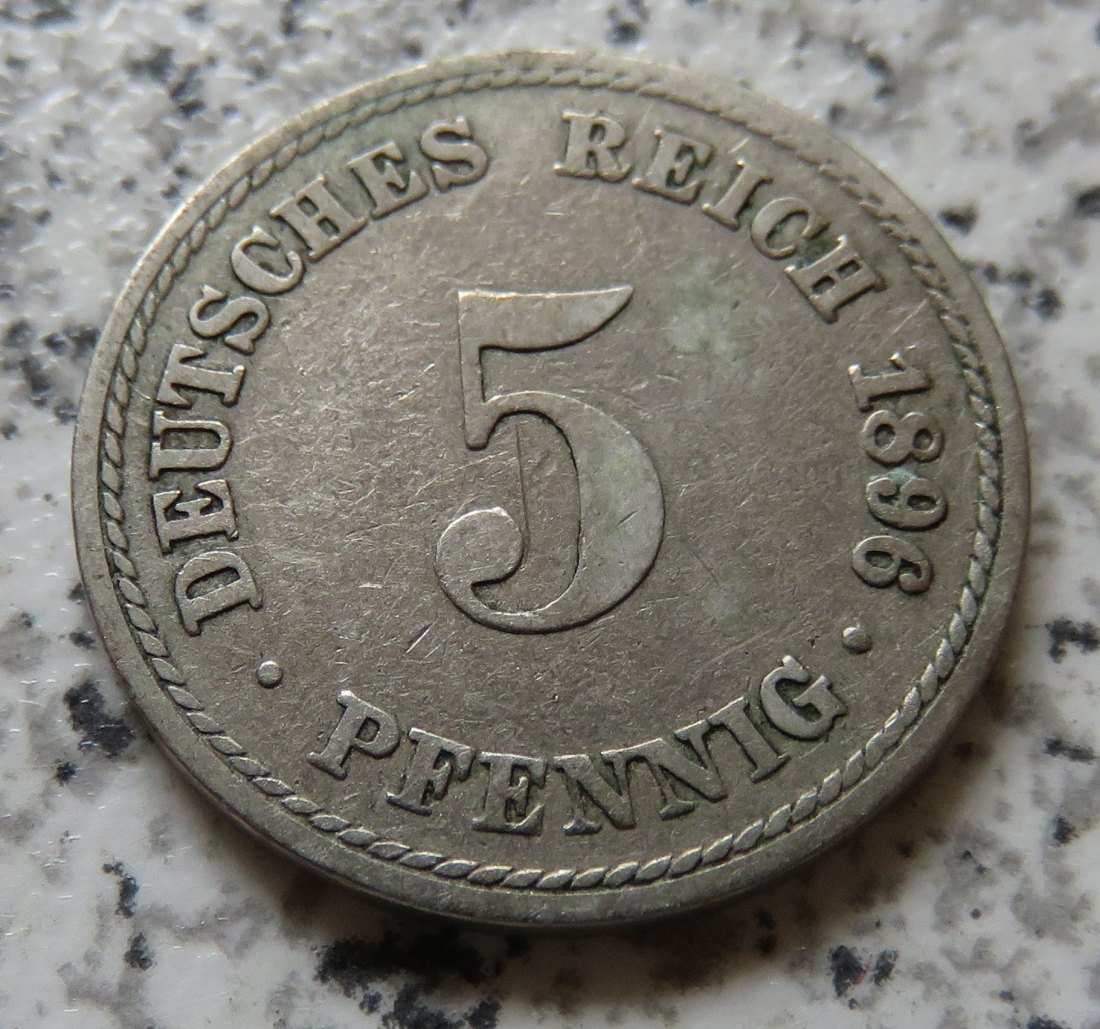 DEUTSCHES REICH 1896
5
· PFENNIG ·